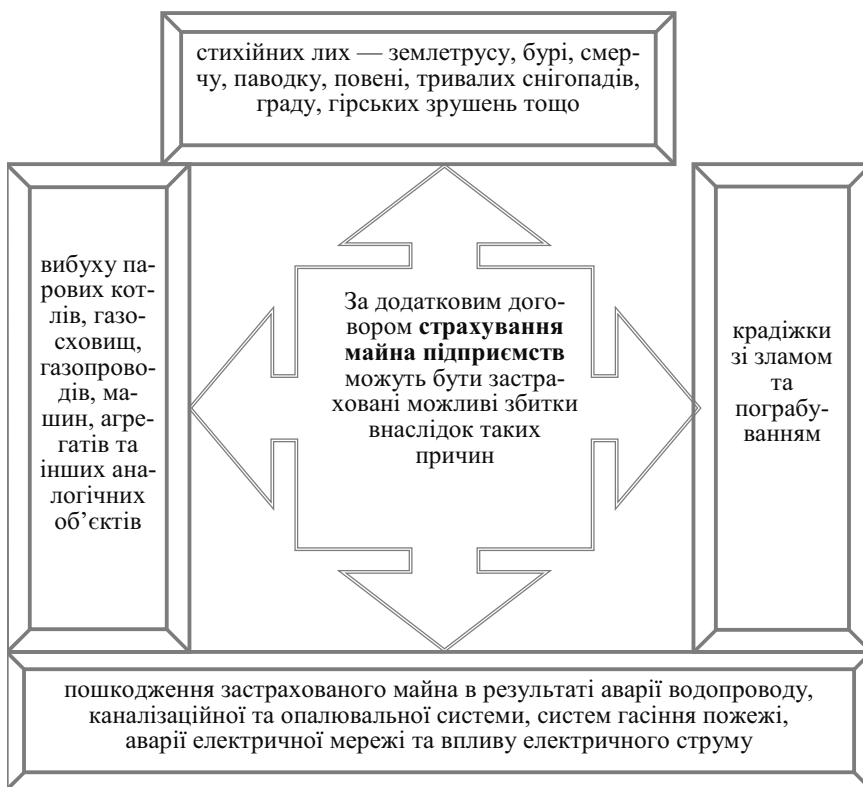 стихійних лих — землетрусу, бурі, смер-
чу, паводку, повені, тривалих снігопадів,
граду, гірських зрушень тощо
вибуху па-
рових кот-
лів, газо-
сховищ,
газопрово-
дів, ма-
шин, агре-
гатів та
інших ана-
логічних
об’єктів
За додатковим дого-
вором страхування
майна підприємств
можуть бути застра-
ховані можливі збитки
внаслідок таких
причин
крадіжки
зі зламом
та
пограбу-
ванням
пошкодження застрахованого майна в результаті аварії водопроводу,
каналізаційної та опалювальної системи, систем гасіння пожежі,
аварії електричної мережі та впливу електричного струму